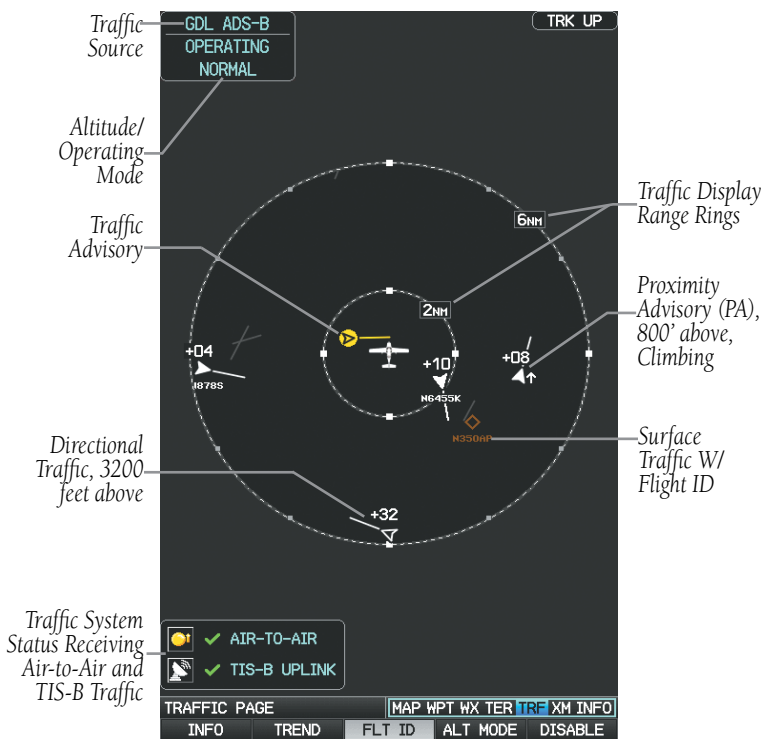 Traffic
Source
GDL ADS-B
OPERATING
NORMAL
TRK UP
Altitude/
Operating
Mode
Traffic
Advisory
Traffic Display
Range Rings
6NM
2NM
Proximity
Advisory (PA),
800’ above,
Climbing
+04
+10
+08
N6455K
N350AP
Surface
Traffic W/
Flight ID
Directional
Traffic, 3200
feet above
+32
Traffic System
Status Receiving
Air-to-Air and
TIS-B Traffic
AIR-TO-AIR
TIS-B UPLINK
TRAFFIC PAGE
MAP WPT WX TER TRF XM INFO
INFO TREND FLT ID ALT MODE DISABLE